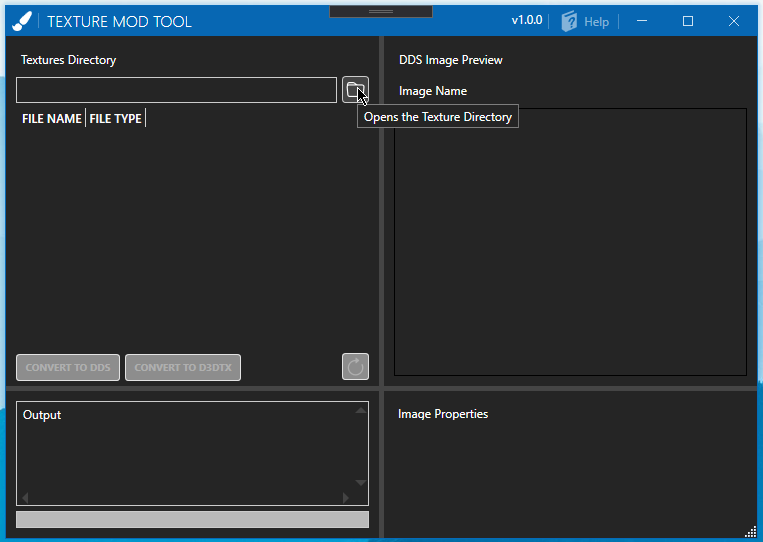 TEXTURE MOD TOOL
v1.0.0
Help
Textures Directory
FILE NAME
FILE TYPE
CONVERT TO DDS
CONVERT TO D3DTX
Output
DDS Image Preview
Image Name
Opens the Texture Directory
Image Properties